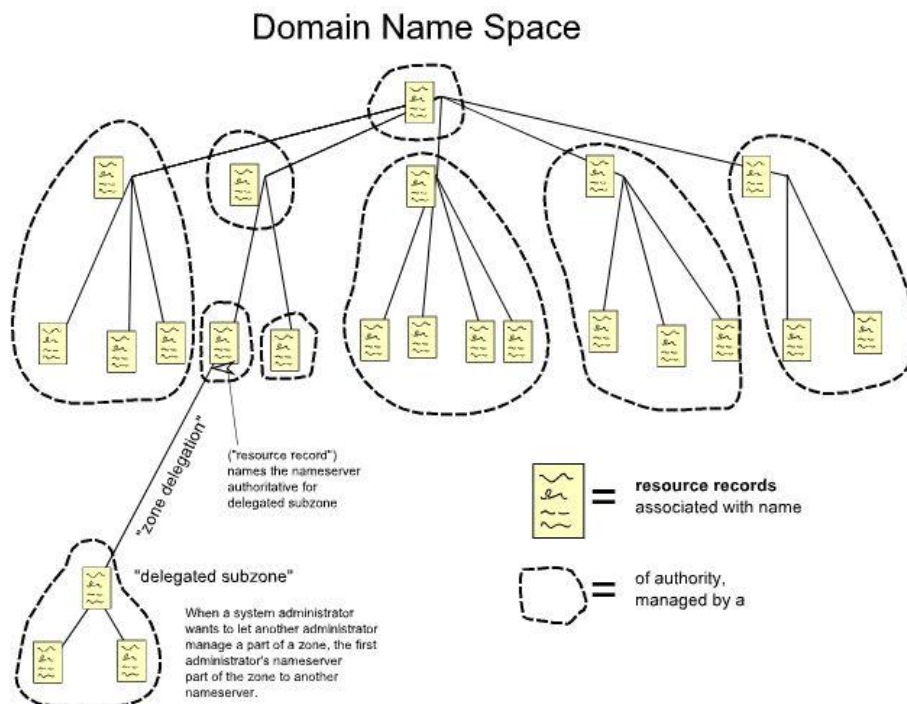 Domain Name Space
("resource record")
names the nameserver
authoritative for
delegated subzone
"zone delegation"
resource records
associated with name
=
"delegated subzone"
=
of authority,
managed by a
When a system administrator
wants to let another administrator
manage a part of a zone, the first
administrator's nameserver
part of the zone to another
nameserver.